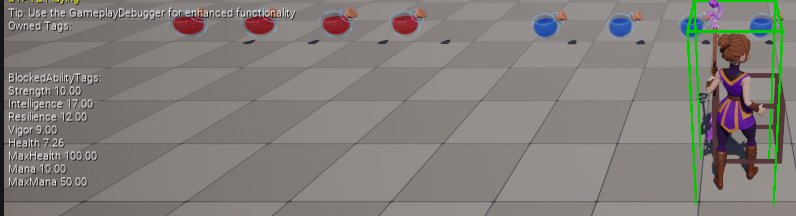 Tip: Use the GameplayDebugger for enhanced functionality
Owned Tags:
BlockedAbilityTags:
Strength 10.00
Intelligence 17.00
Resilience 12.00
Vigor 9.00
Health 7.26
MaxHealth 100.00
Mana 10.00
MaxMana 50.00